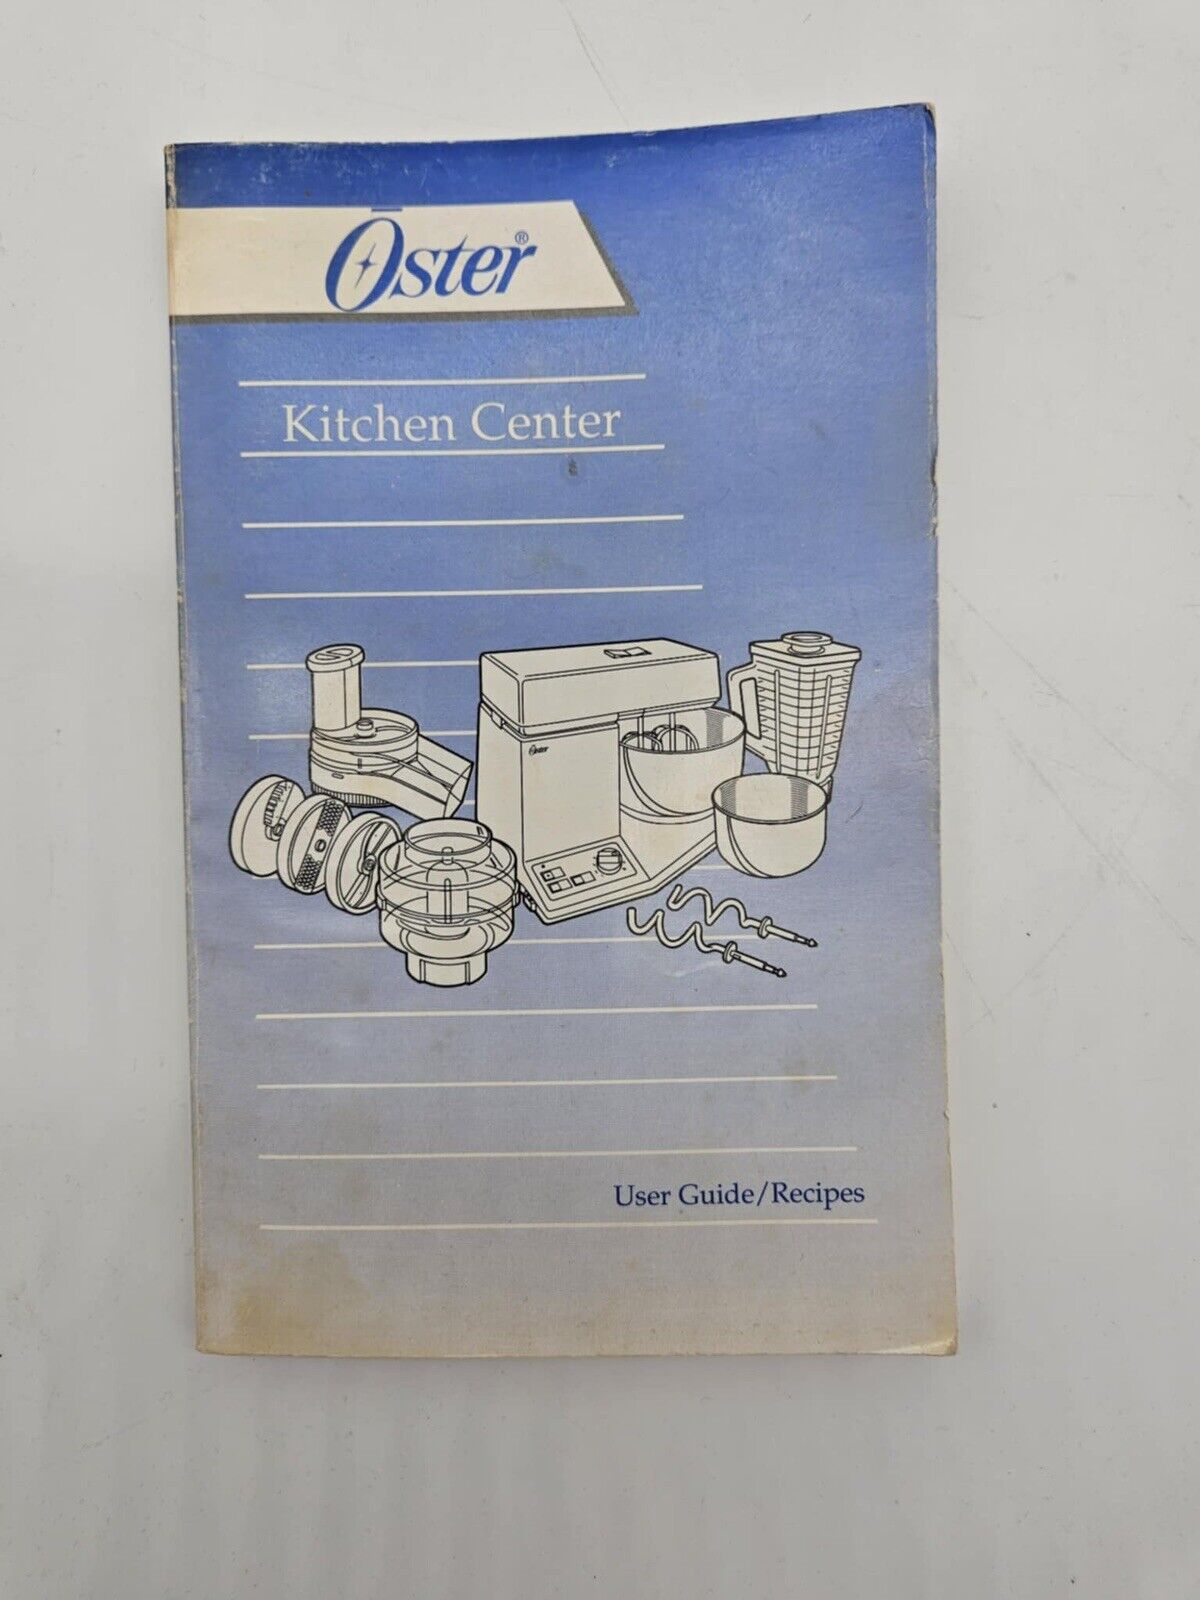 Oster®
Kitchen Center
Oster
User Guide/Recipes